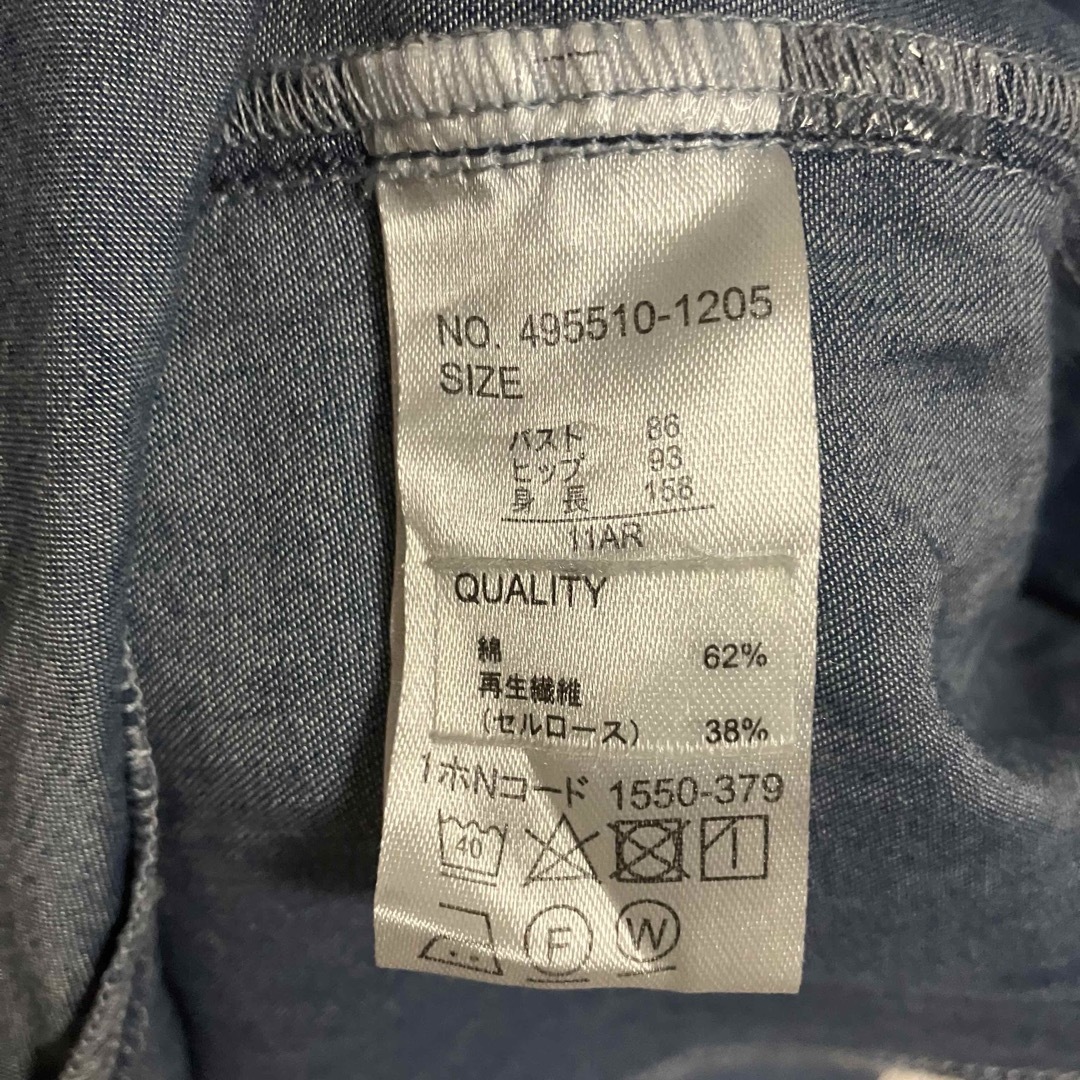 NO. 495510-1205
SIZE
バスト 86
ヒップ 93
身長 158
11AR
QUALITY
綿 62%
再生繊維
(セルロース) 38%
1ホNコード 1550-379
40
F W